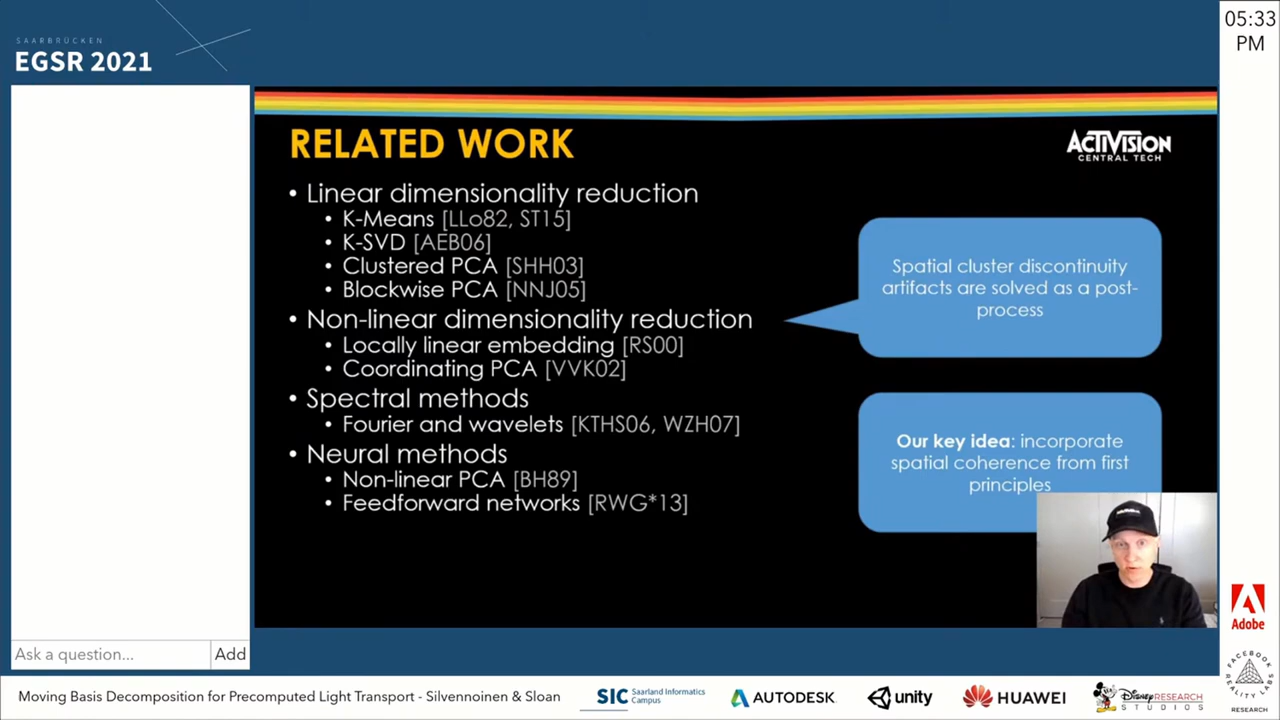 SAARBRÜCKEN
EGSR 2021
05:33
PM
RELATED WORK
ACTIVISION
CENTRAL TECH
• Linear dimensionality reduction
• K-Means [LLo82, ST15]
• K-SVD [AEB06]
• Clustered PCA [SHH03]
• Blockwise PCA [NNJ05]
• Non-linear dimensionality reduction
• Locally linear embedding [RS00]
• Coordinating PCA [VVK02]
• Spectral methods
• Fourier and wavelets [KTHS06, WZH07]
• Neural methods
• Non-linear PCA [BH89]
• Feedforward networks [RWG*13]
Spatial cluster discontinuity
artifacts are solved as a post-
process
Our key idea: incorporate
spatial coherence from first
principles
Ask a question...
Add
Adobe
FACEBOOK
REALITY LABS
RESEARCH
Moving Basis Decomposition for Precomputed Light Transport - Silvennoinen & Sloan
SIC Saarland Informatics
Campus
AUTODESK
unity
HUAWEI
Disney RESEARCH
STUDIOS